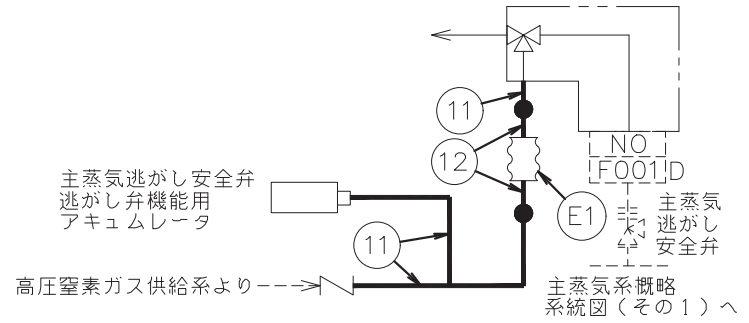 11
12
NO
F001D
主蒸気逃がし安全弁
逃がし弁機能用
アキュムレータ
11
E1
主蒸気
逃がし
安全弁
高圧窒素ガス供給系より
主蒸気系概略
系統図(その1)へ